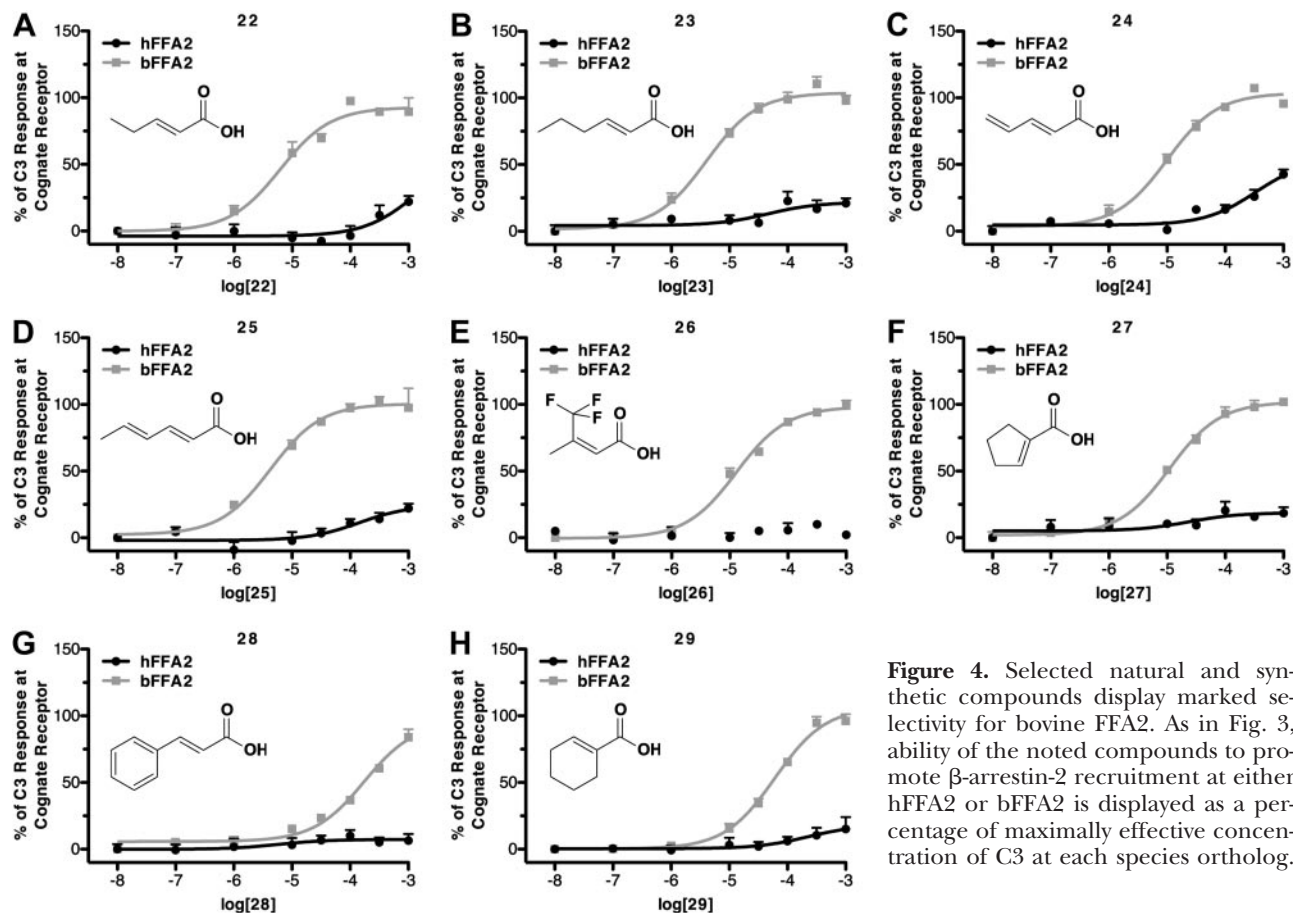 A
22
hFFA2
bFFA2
% of C3 Response at
Cognate Receptor
150
100
50
0
O
OH
-8 -7 -6 -5 -4 -3
log[22]
B
23
hFFA2
bFFA2
% of C3 Response at
Cognate Receptor
150
100
50
0
O
OH
-8 -7 -6 -5 -4 -3
log[23]
C
24
hFFA2
bFFA2
% of C3 Response at
Cognate Receptor
150
100
50
0
O
OH
-8 -7 -6 -5 -4 -3
log[24]
D
25
hFFA2
bFFA2
% of C3 Response at
Cognate Receptor
150
100
50
0
O
OH
-8 -7 -6 -5 -4 -3
log[25]
E
26
hFFA2
bFFA2
% of C3 Response at
Cognate Receptor
150
100
50
0
F F
F O
OH
-8 -7 -6 -5 -4 -3
log[26]
F
27
hFFA2
bFFA2
% of C3 Response at
Cognate Receptor
150
100
50
0
O
OH
-8 -7 -6 -5 -4 -3
log[27]
G
28
hFFA2
bFFA2
% of C3 Response at
Cognate Receptor
150
100
50
0
O
OH
-8 -7 -6 -5 -4 -3
log[28]
H
29
hFFA2
bFFA2
% of C3 Response at
Cognate Receptor
150
100
50
0
O
OH
-8 -7 -6 -5 -4 -3
log[29]
Figure 4. Selected natural and syn-
thetic compounds display marked se-
lectivity for bovine FFA2. As in Fig. 3,
ability of the noted compounds to pro-
mote β-arrestin-2 recruitment at either
hFFA2 or bFFA2 is displayed as a per-
centage of maximally effective concen-
tration of C3 at each species ortholog.